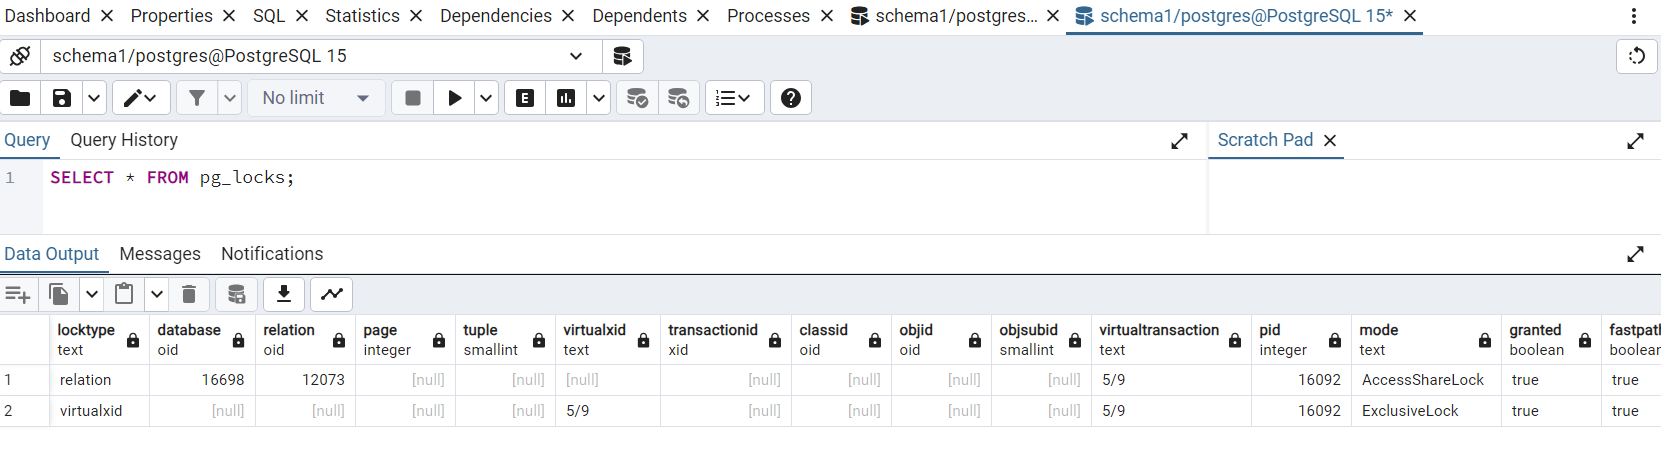 Dashboard Properties SQL Statistics Dependencies Dependents Processes schema1/postgres... schema1/postgres@PostgreSQL 15*
schema1/postgres@PostgreSQL 15
No limit E
Query Query History Scratch Pad
1 SELECT * FROM pg_locks;
Data Output Messages Notifications
locktype database relation page tuple virtualxid transactionid classid objid objsubid virtualtransaction pid mode granted fastpath
text oid oid integer smallint text xid oid oid smallint text integer text boolean boolean
1 relation 16698 12073 [null] [null] [null] [null] [null] [null] [null] 5/9 16092 AccessShareLock true true
2 virtualxid [null] [null] [null] [null] 5/9 [null] [null] [null] [null] 5/9 16092 ExclusiveLock true true